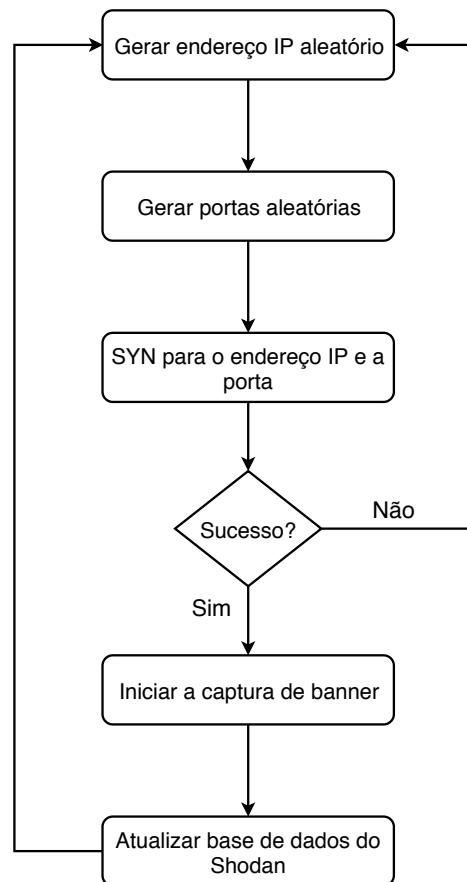 Gerar endereço IP aleatório
Gerar portas aleatórias
SYN para o endereço IP e a
porta
Sucesso?
Não
Sim
Iniciar a captura de banner
Atualizar base de dados do
Shodan